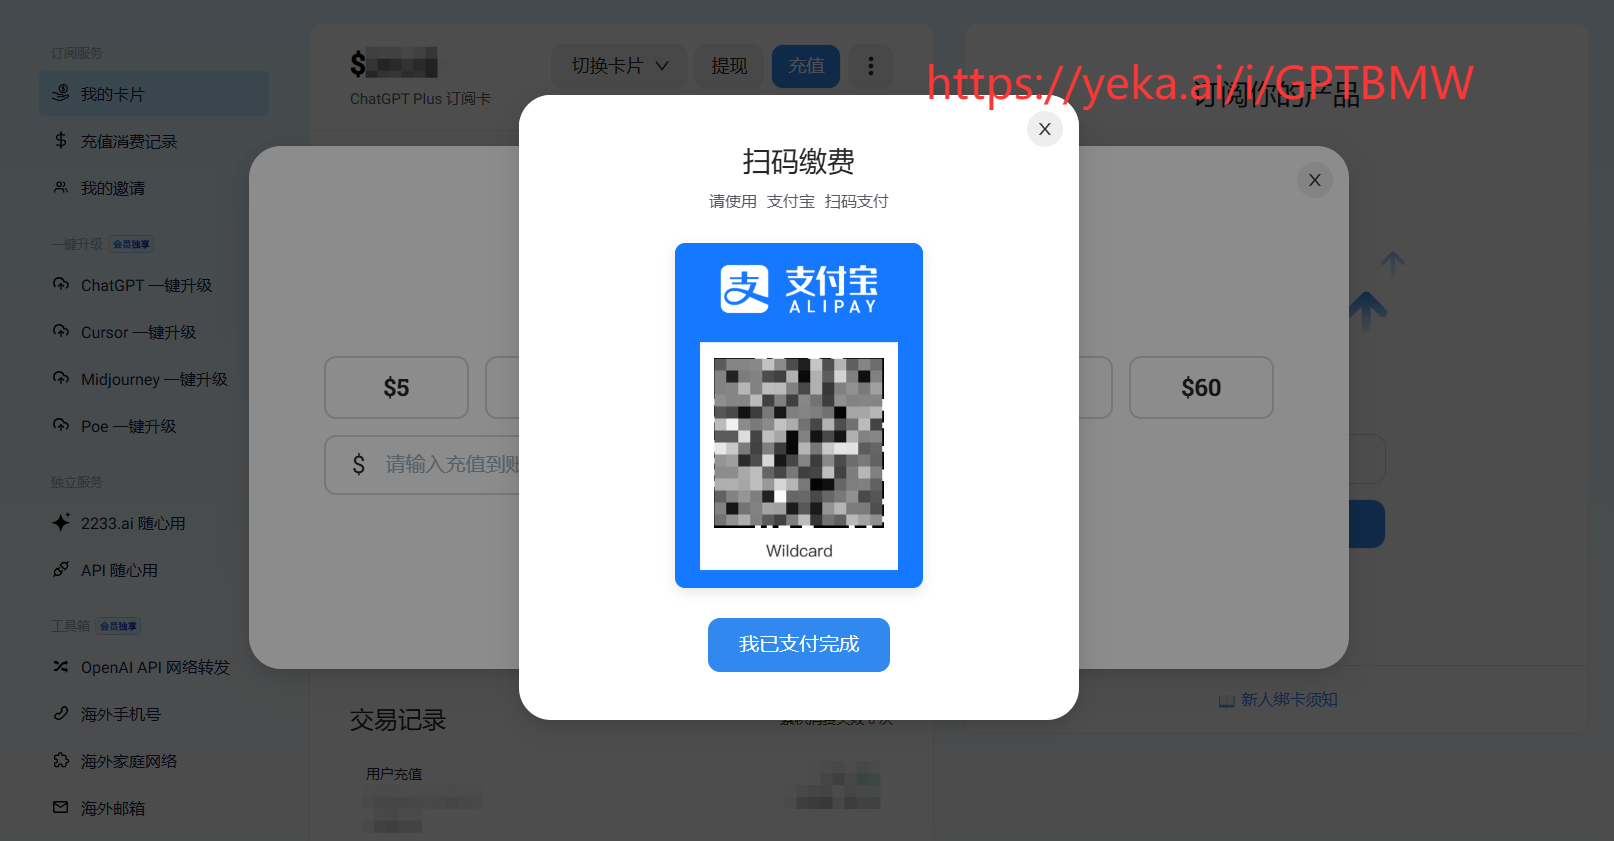 订阅服务
我的卡片
充值消费记录
我的邀请
一键升级 会员独享
ChatGPT 一键升级
Cursor 一键升级
Midjourney 一键升级
Poe 一键升级
独立服务
2233.ai 随心用
API 随心用
工具箱 会员独享
OpenAI API 网络转发
海外手机号
海外家庭网络
海外邮箱
$
ChatGPT Plus 订阅卡
切换卡片
提现
充值
https://yeka.ai/i/GPTBMW
订阅你的产品
X
扫码缴费
请使用 支付宝 扫码支付
支 支付宝
ALIPAY
Wildcard
我已支付完成
X
$5
$60
$ 请输入充值到账
新人绑卡须知
交易记录
用户充值